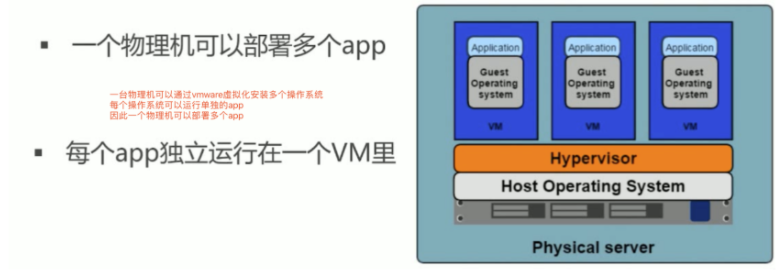 一个物理机可以部署多个app
一台物理机可以通过vmware虚拟化安装多个操作系统
每个操作系统可以运行单独的app
因此一个物理机可以部署多个app
每个app独立运行在一个VM里
Application
Guest
Operating
system
VM
Application
Guest
Operating
system
VM
Application
Guest
Operating
system
VM
Hypervisor
Host Operating System
Physical server